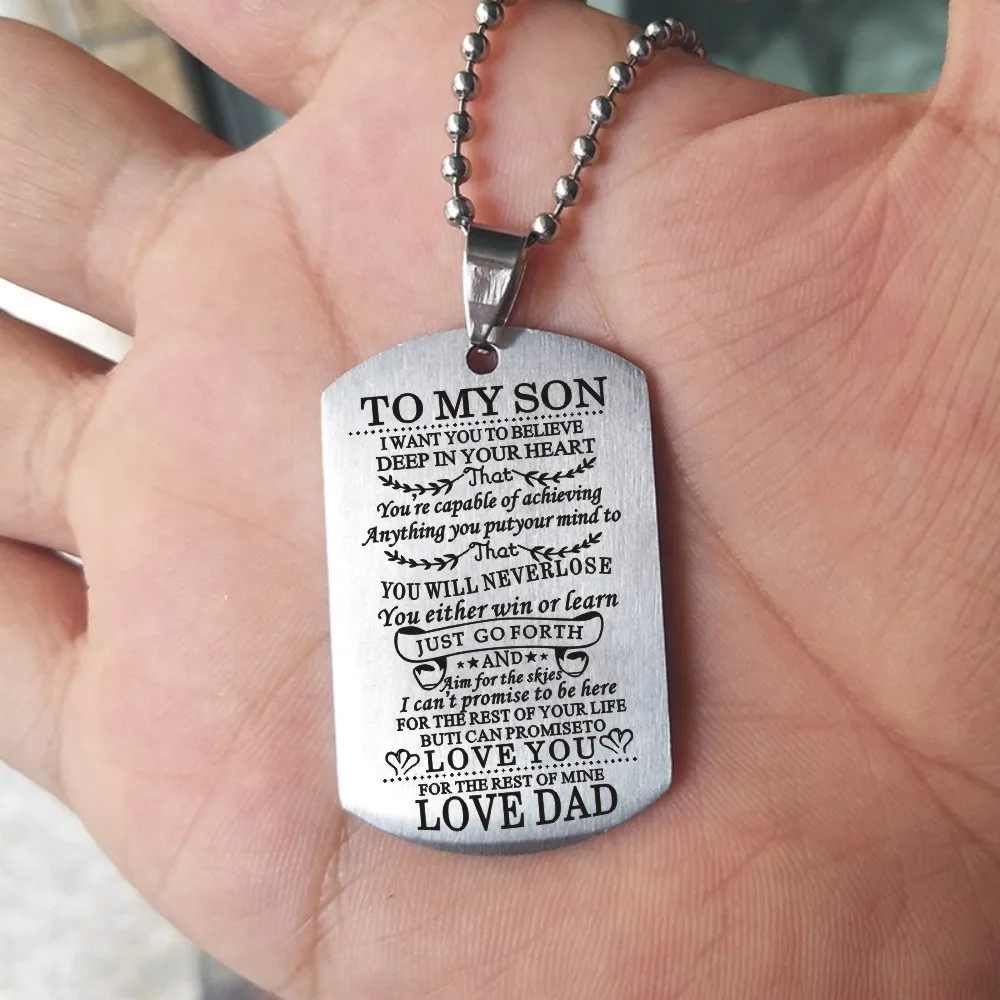 TO MY SON
I WANT YOU TO BELIEVE
DEEP IN YOUR HEART
That
You're capable of achieving
Anything you putyour mind to
That
YOU WILL NEVERLOSE
You either win or learn
JUST GO FORTH
AND
Aim for the skies
I can't promise to be here
FOR THE REST OF YOUR LIFE
BUTI CAN PROMISETO
LOVE YOU
FOR THE REST OF MINE
LOVE DAD